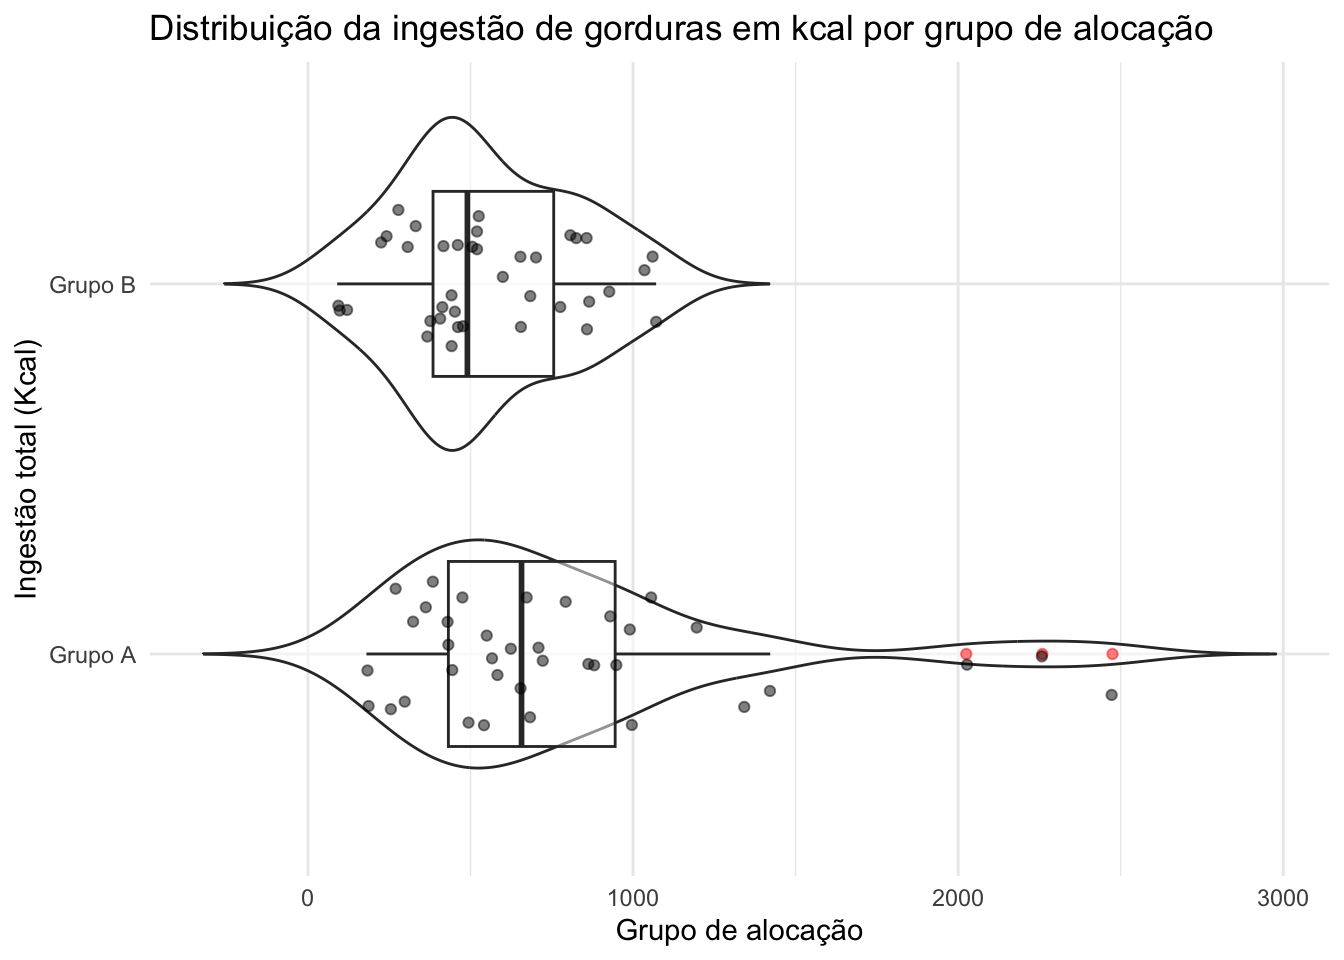 Distribuição da ingestão de gorduras em kcal por grupo de alocação
Ingestão total (Kcal)
Grupo B
Grupo A
0
1000
2000
3000
Grupo de alocação